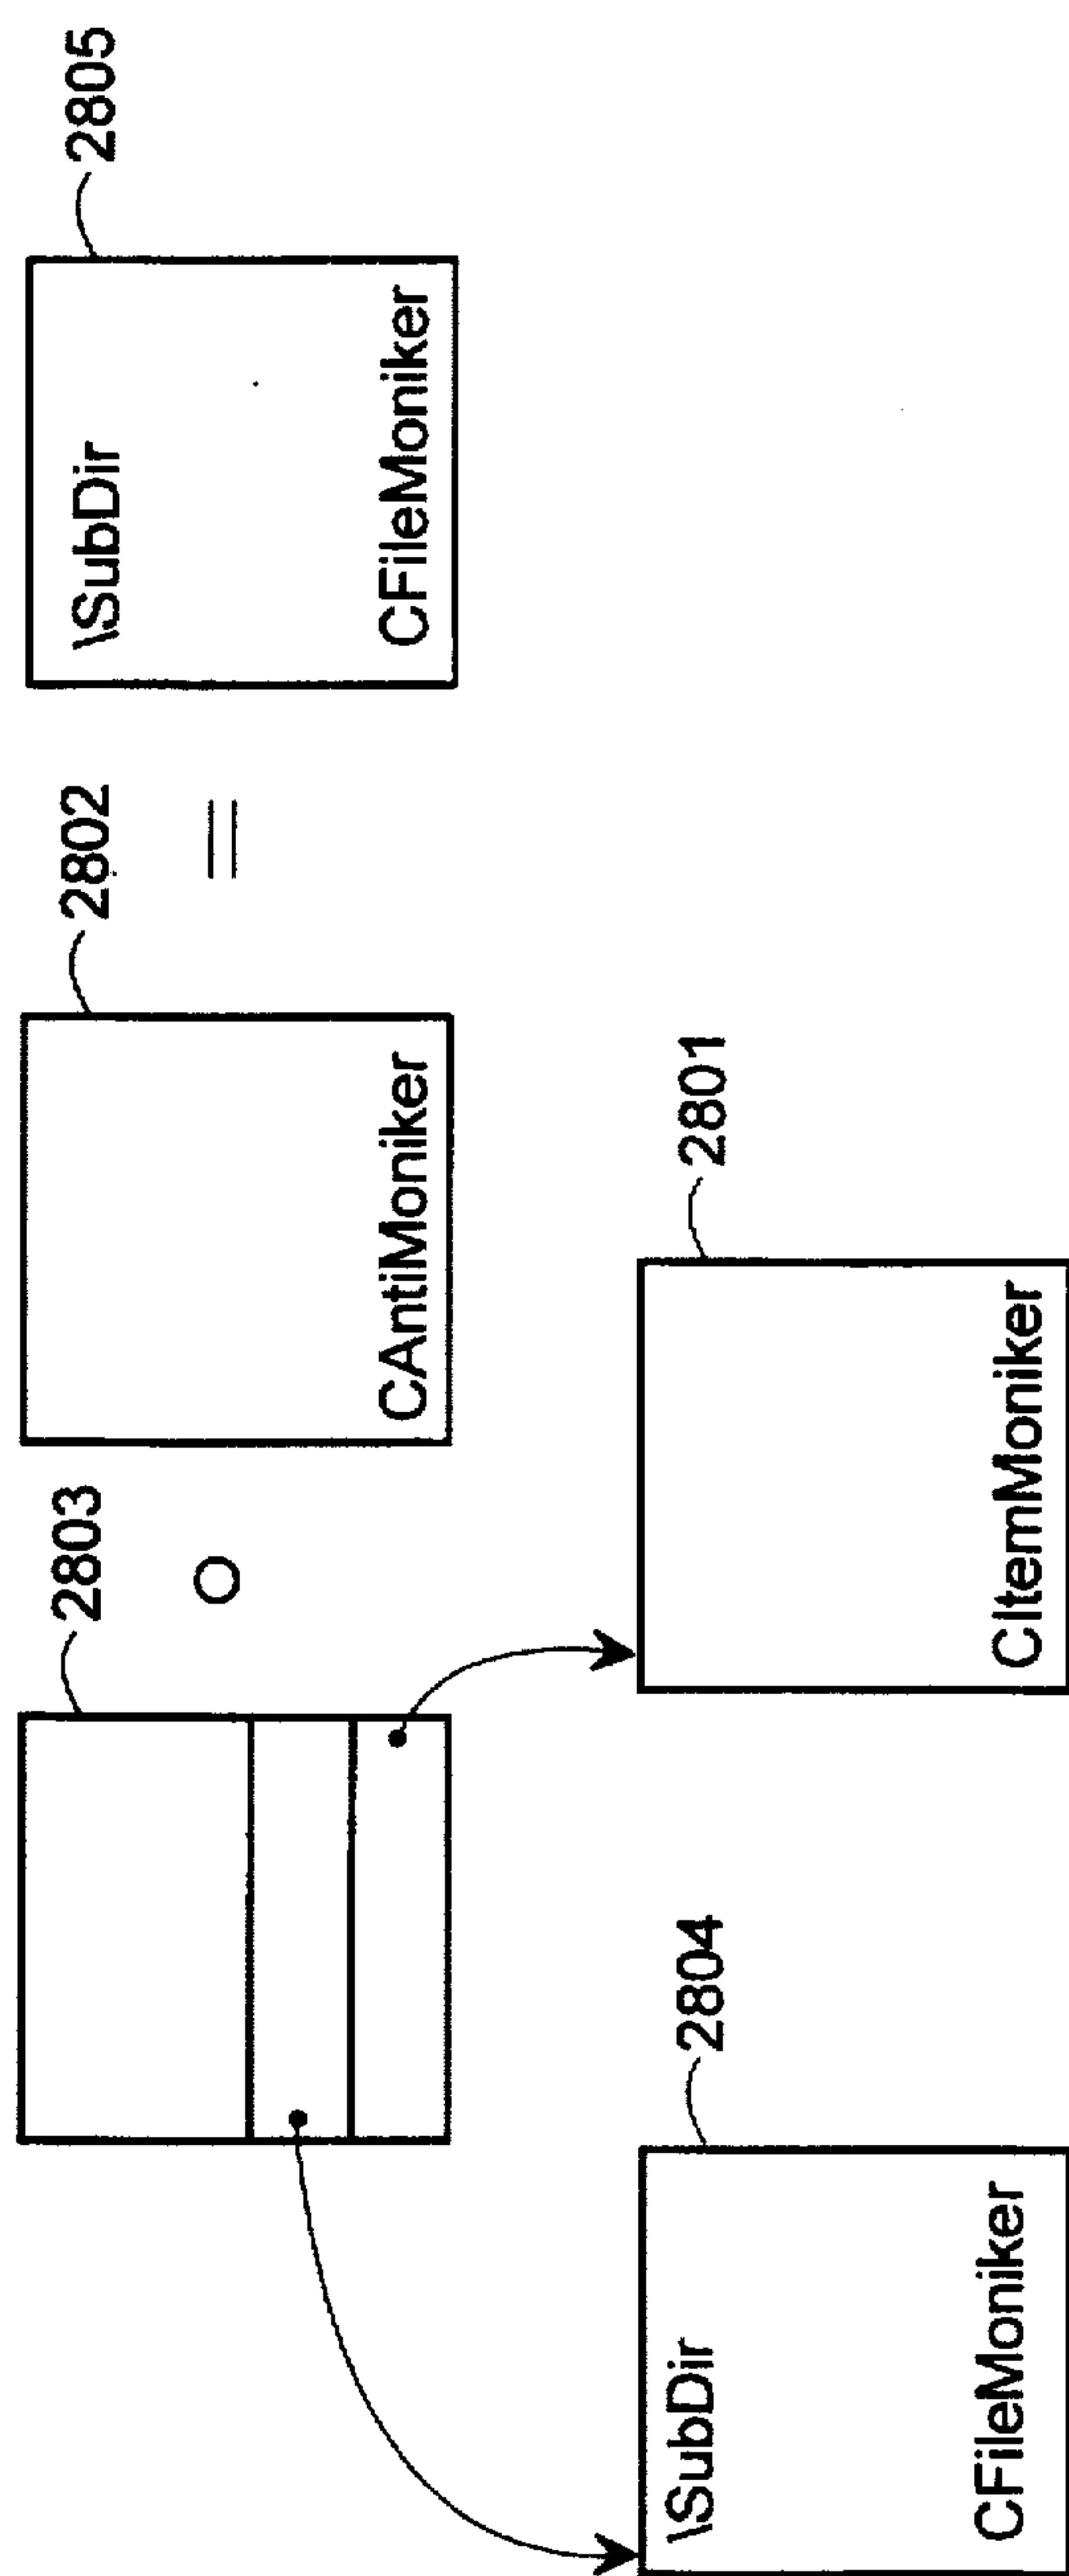 2803
O
2802
CAntiMoniker
=
2805
\SubDir
CFileMoniker
2804
\SubDir
CFileMoniker
2801
CItemMoniker